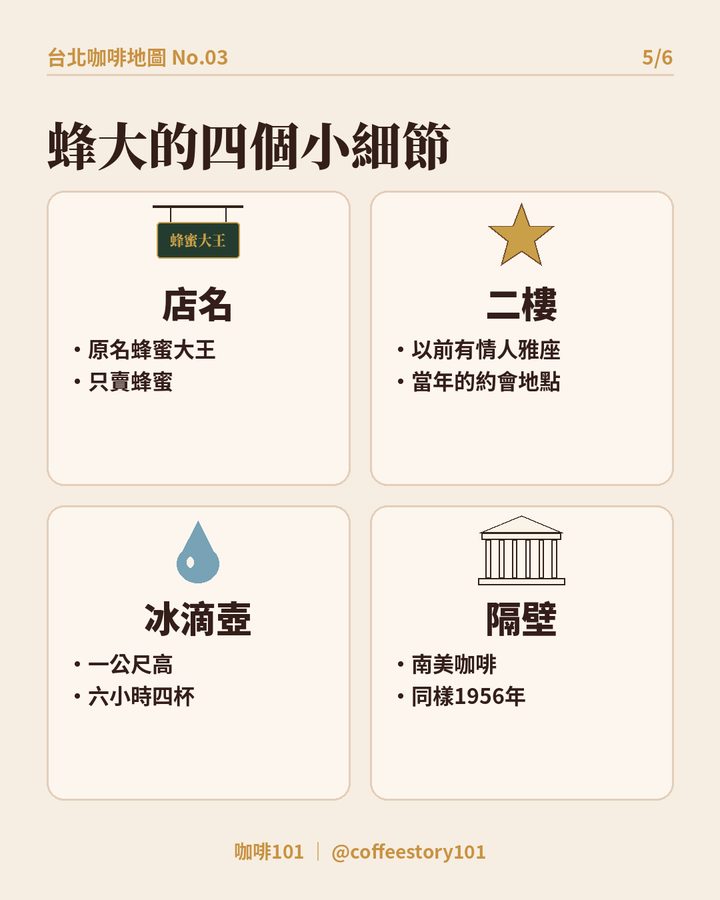 台北咖啡地圖 No.03
5/6
蜂大的四個小細節
蜂蜜大王
店名
・原名蜂蜜大王
・只賣蜂蜜
二樓
・以前有情人雅座
・當年的約會地點
冰滴壺
・一公尺高
・六小時四杯
隔壁
・南美咖啡
・同樣1956年
咖啡101｜@coffeestory101